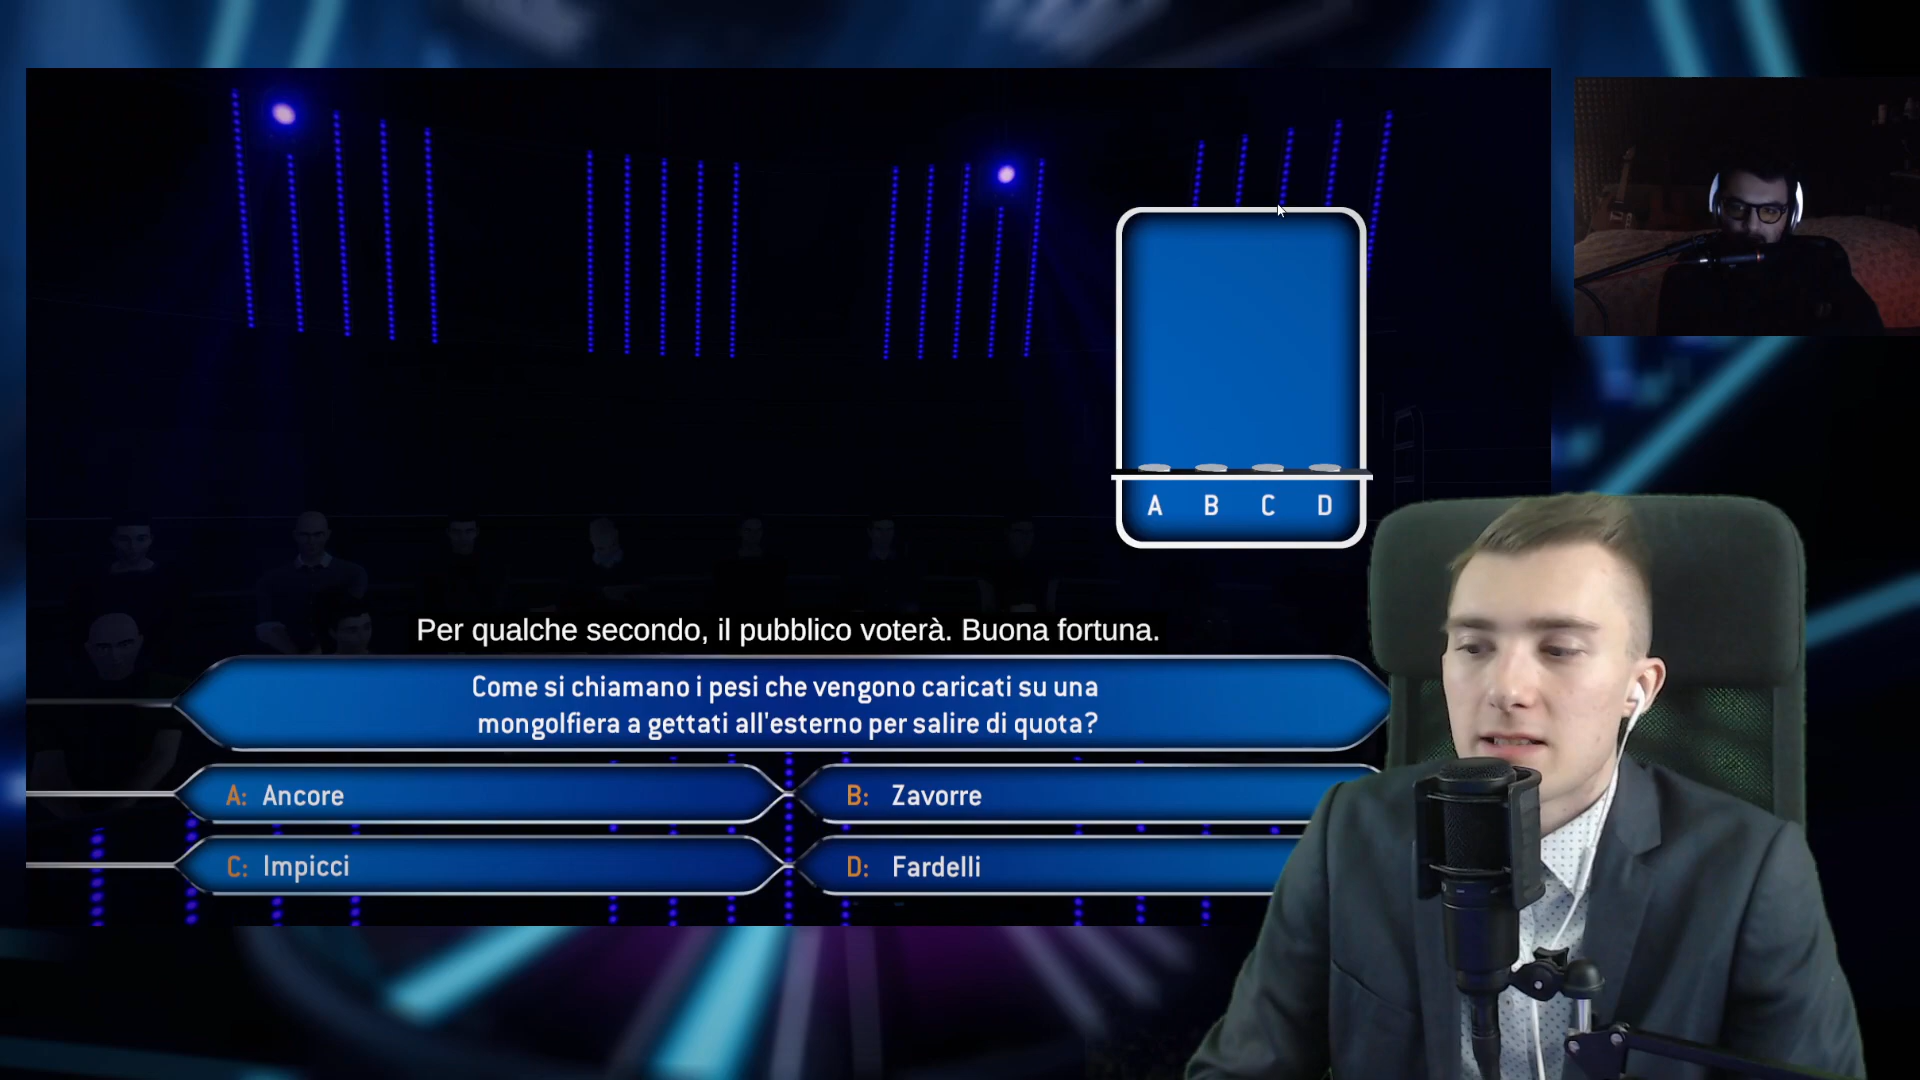 A B C D
Per qualche secondo, il pubblico voterà. Buona fortuna.
Come si chiamano i pesi che vengono caricati su una
mongolfiera a gettati all'esterno per salire di quota?
A: Ancore
B: Zavorre
C: Impicci
D: Fardelli